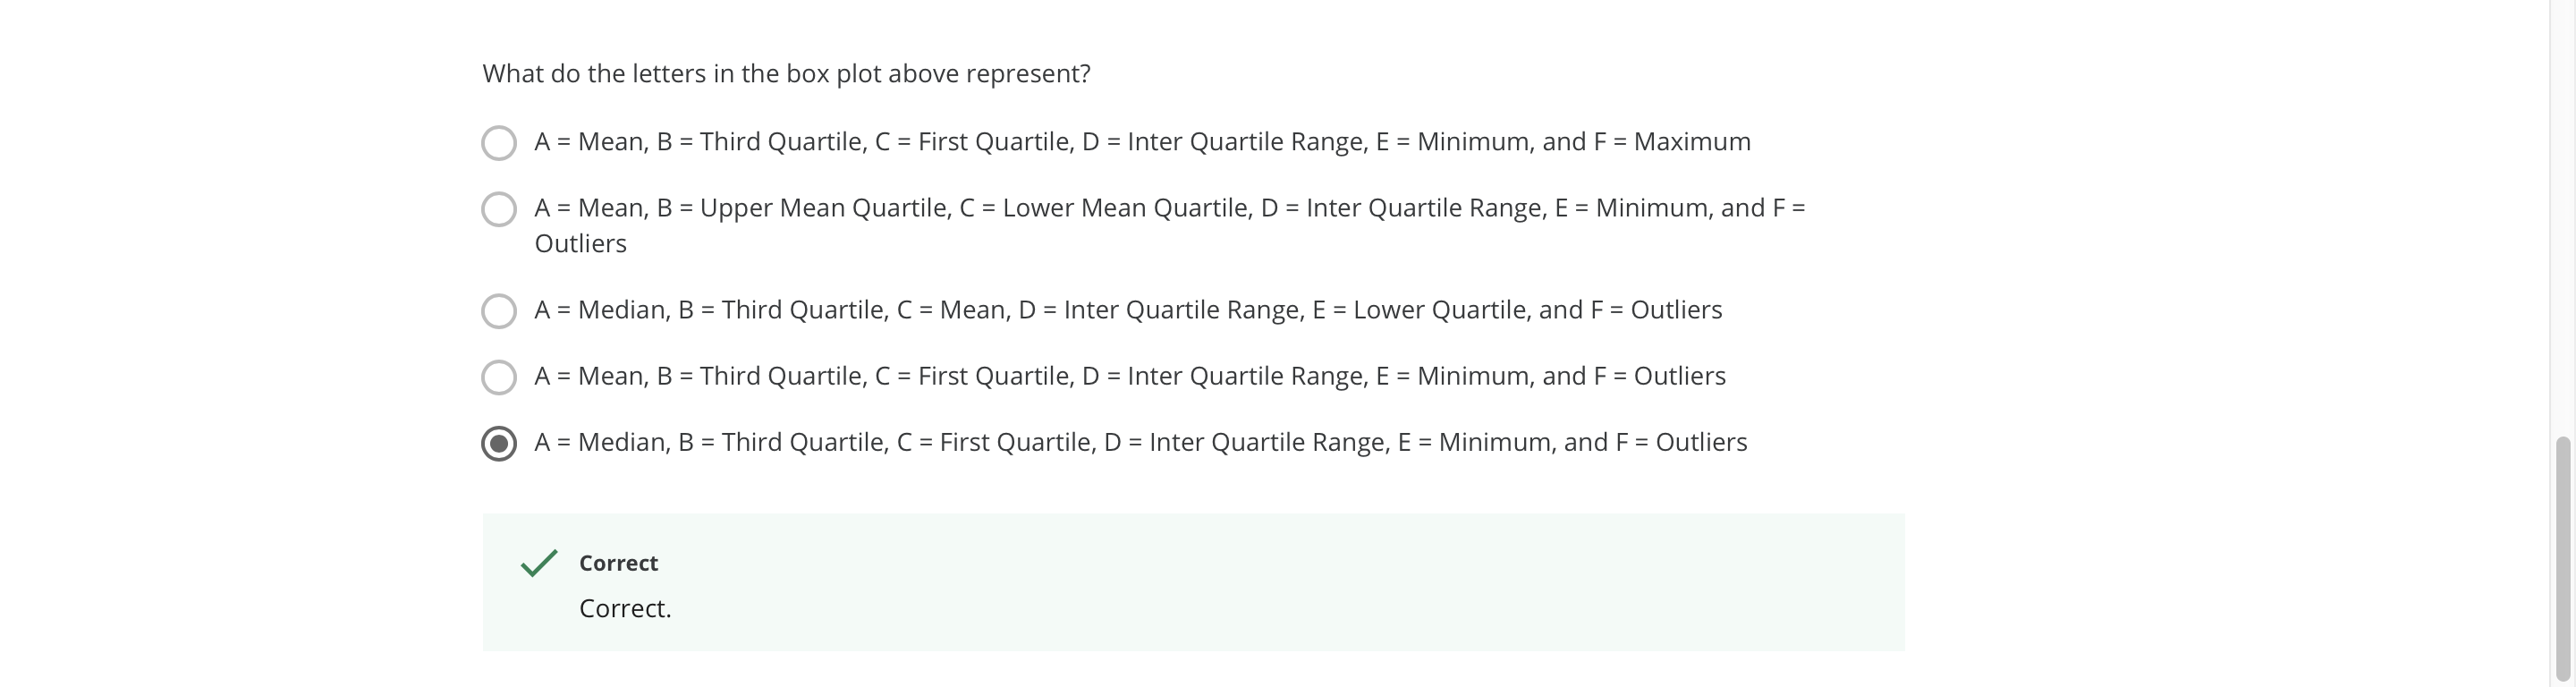 What do the letters in the box plot above represent?
A = Mean, B = Third Quartile, C = First Quartile, D = Inter Quartile Range, E = Minimum, and F = Maximum
A = Mean, B = Upper Mean Quartile, C = Lower Mean Quartile, D = Inter Quartile Range, E = Minimum, and F =
Outliers
A = Median, B = Third Quartile, C = Mean, D = Inter Quartile Range, E = Lower Quartile, and F = Outliers
A = Mean, B = Third Quartile, C = First Quartile, D = Inter Quartile Range, E = Minimum, and F = Outliers
A = Median, B = Third Quartile, C = First Quartile, D = Inter Quartile Range, E = Minimum, and F = Outliers
Correct
Correct.